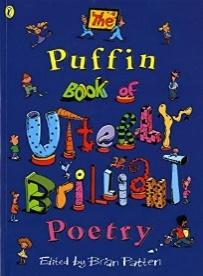 The
Puffin
BOOK of
UTTERLY
BRILLIANT
Poetry
Edited by Brian Patten